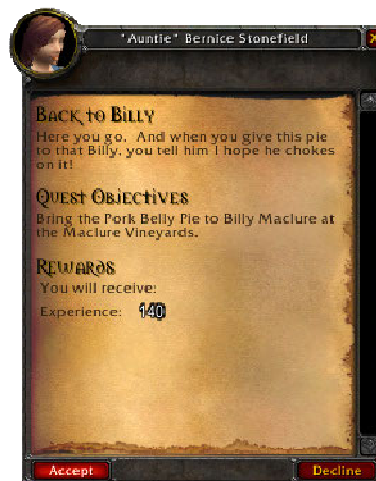 "Auntie" Bernice Stonefield
Back to Billy
Here you go. And when you give this pie
to that Billy, you tell him I hope he chokes
on it!
Quest Objectives
Bring the Pork Belly Pie to Billy Maclure at
the Maclure Vineyards.
Rewards
You will receive:
Experience: 140
Accept
Decline